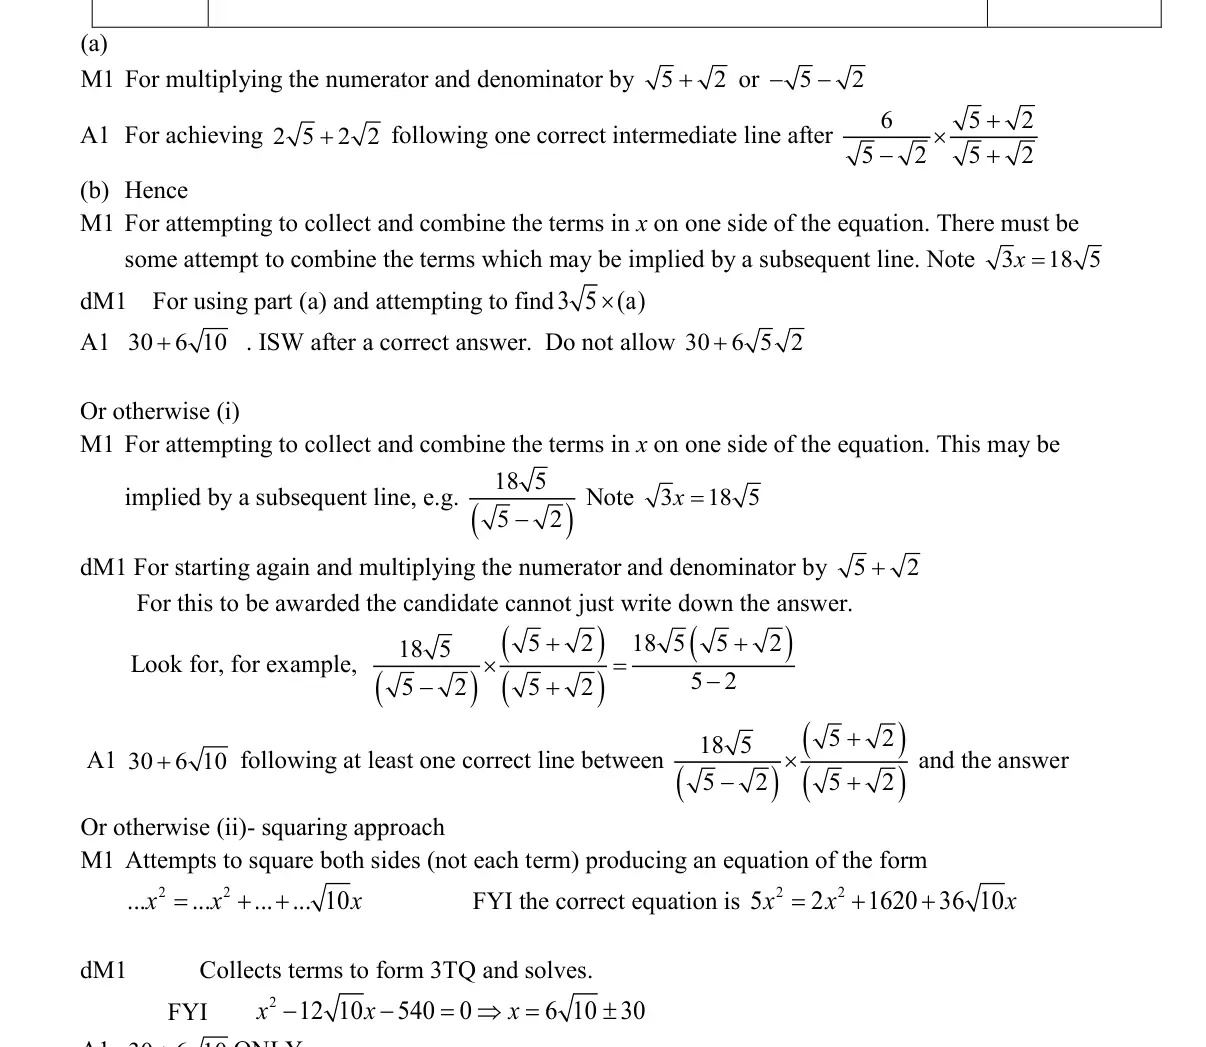 (a)
M1 For multiplying the numerator and denominator by √5 + √2 or −√5 − √2
A1 For achieving 2√5 + 2√2 following one correct intermediate line after 6/(√5 − √2) × (√5 + √2)/(√5 + √2)
(b) Hence
M1 For attempting to collect and combine the terms in x on one side of the equation. There must be
some attempt to combine the terms which may be implied by a subsequent line. Note √3x = 18√5
dM1 For using part (a) and attempting to find 3√5 × (a)
A1 30 + 6√10 . ISW after a correct answer. Do not allow 30 + 6√5√2
Or otherwise (i)
M1 For attempting to collect and combine the terms in x on one side of the equation. This may be
implied by a subsequent line, e.g. 18√5/(√5 − √2) Note √3x = 18√5
dM1 For starting again and multiplying the numerator and denominator by √5 + √2
For this to be awarded the candidate cannot just write down the answer.
Look for, for example, 18√5/(√5 − √2) × (√5 + √2)/(√5 + √2) = 18√5(√5 + √2)/(5 − 2)
A1 30 + 6√10 following at least one correct line between 18√5/(√5 − √2) × (√5 + √2)/(√5 + √2) and the answer
Or otherwise (ii)- squaring approach
M1 Attempts to square both sides (not each term) producing an equation of the form
...x² = ...x² + ... + ...√10x FYI the correct equation is 5x² = 2x² + 1620 + 36√10x
dM1 Collects terms to form 3TQ and solves.
FYI x² − 12√10x − 540 = 0 ⇒ x = 6√10 ± 30
A1 30 + 6√10 ONLY